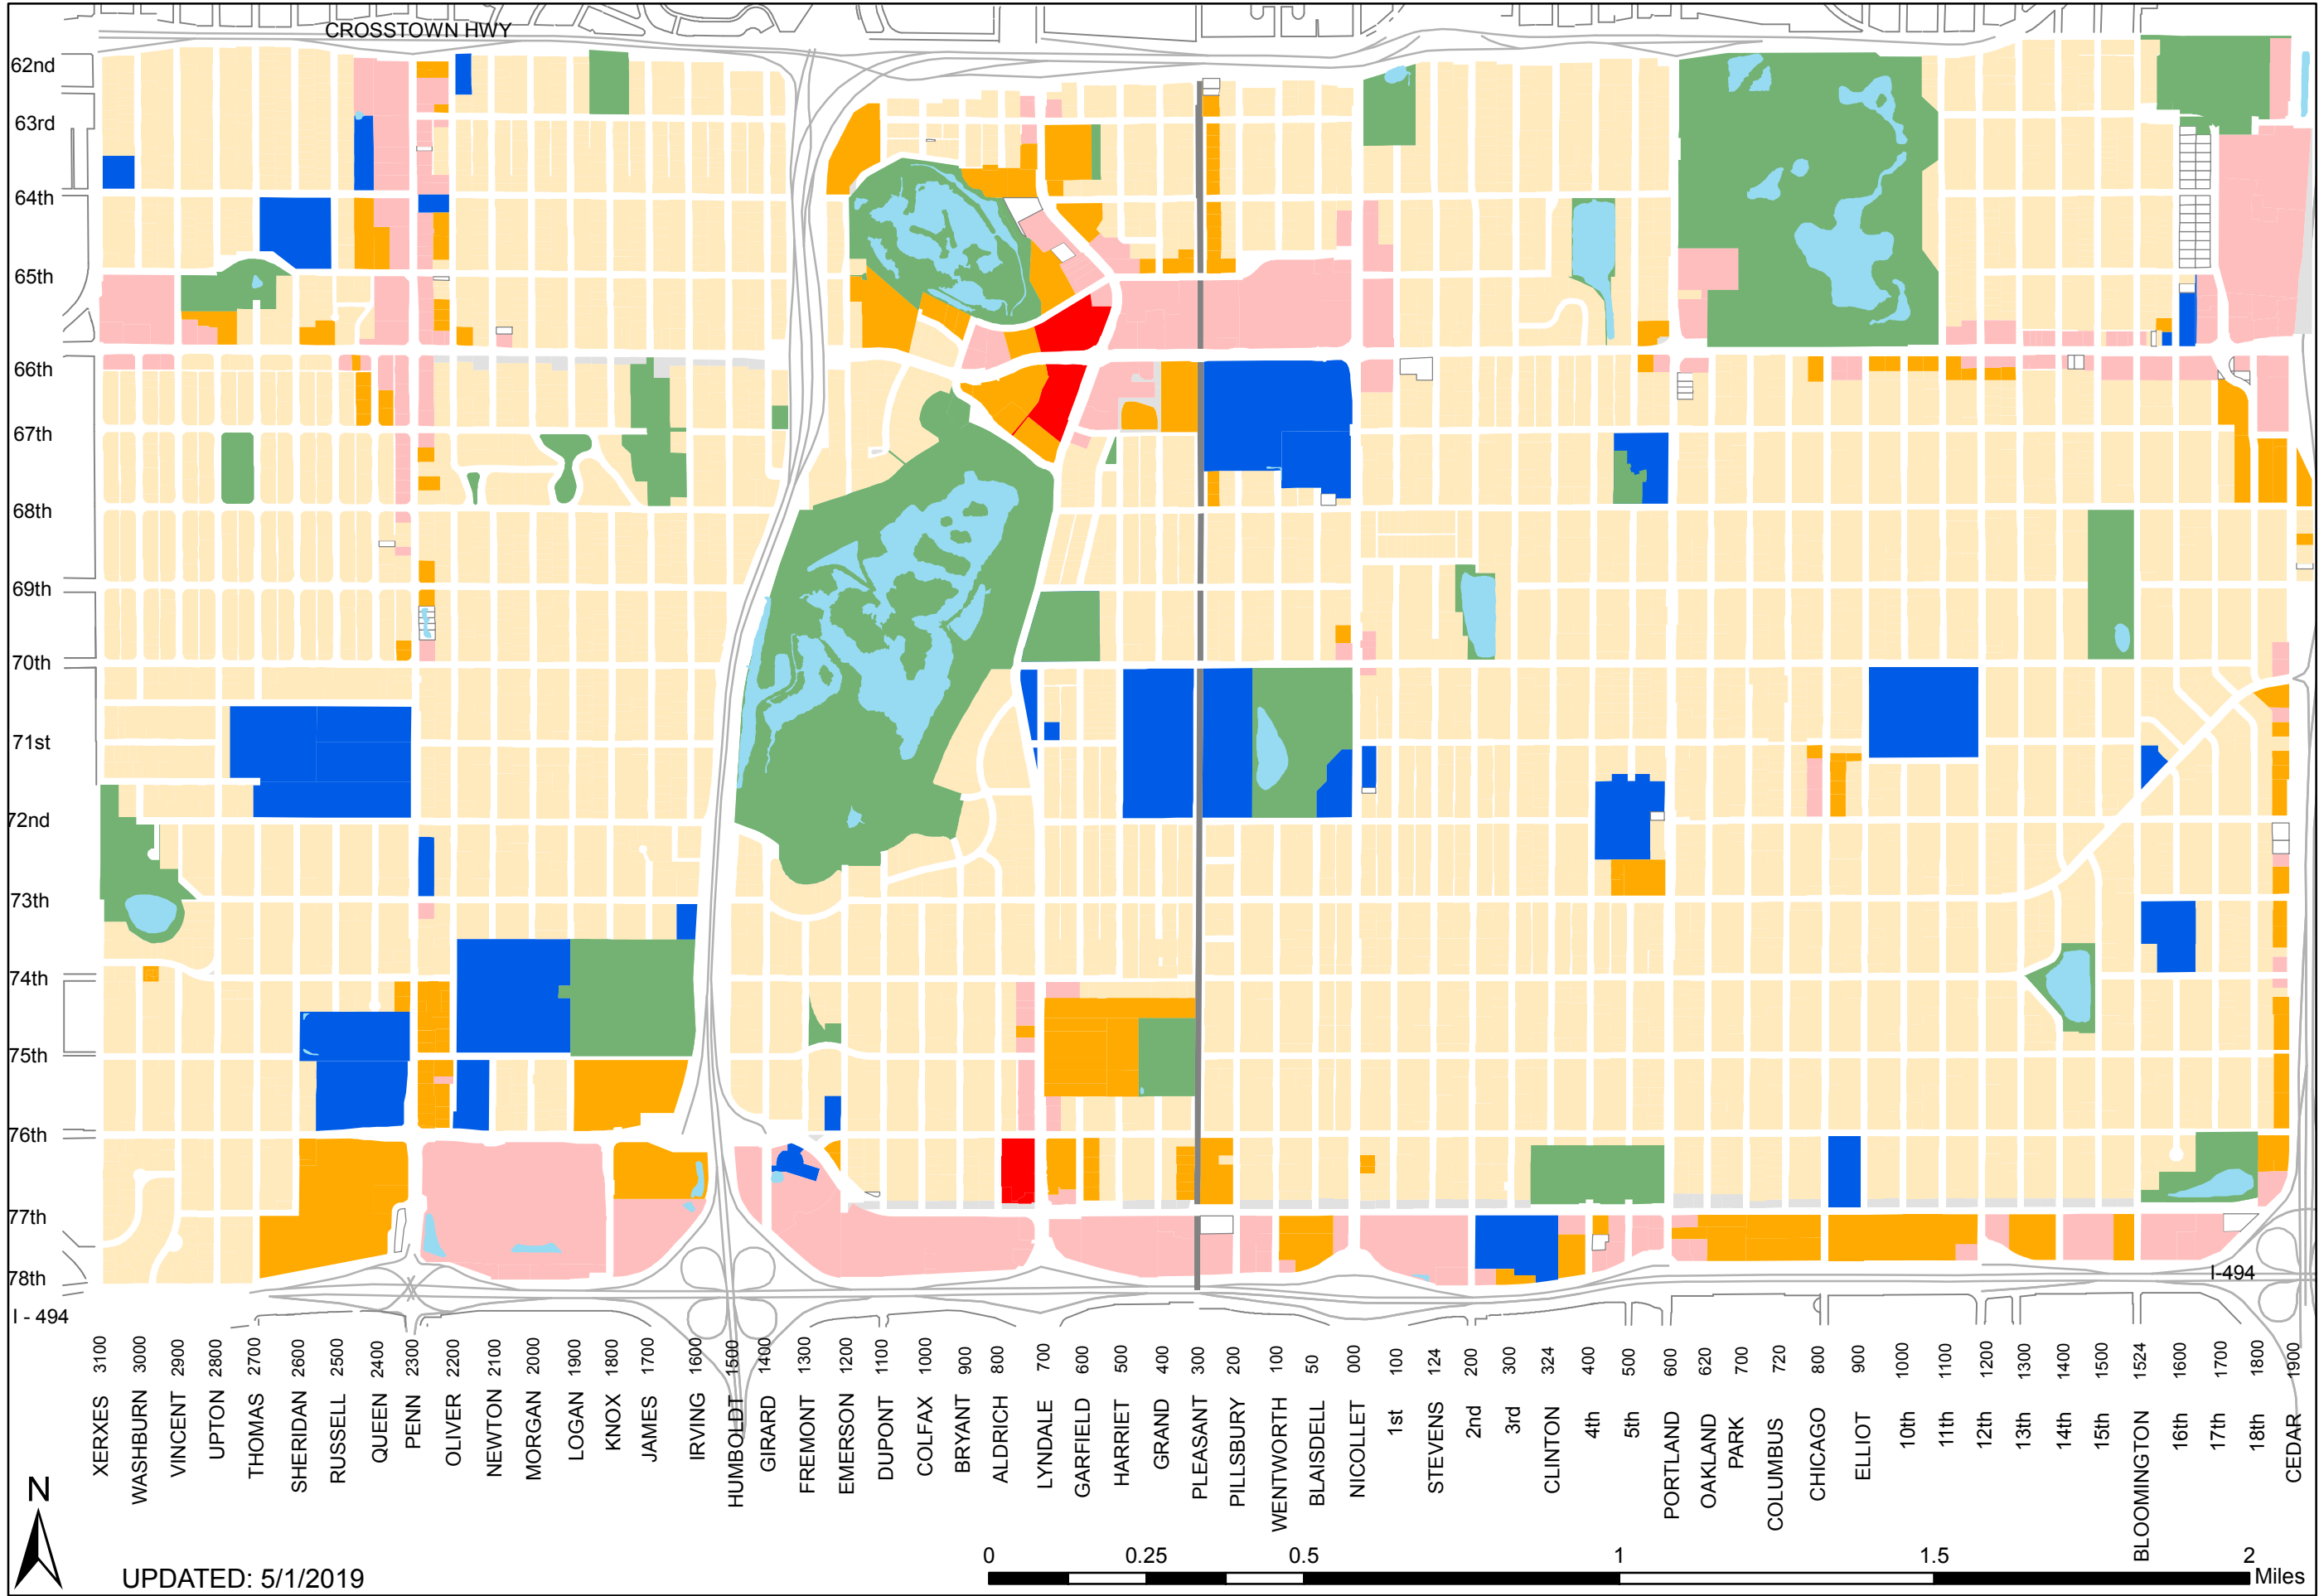 CROSSTOWN HWY
62nd
63rd
64th
65th
66th
67th
68th
69th
70th
71st
72nd
73th
74th
75th
76th
77th
78th
I - 494
I-494
3100
3000
2900
2800
2700
2600
2500
2400
2300
2200
2100
2000
1900
1800
1700
1600
1500
1400
1300
1200
1100
1000
900
800
700
600
500
400
300
200
100
50
000
100
124
200
300
324
400
500
600
620
700
720
800
900
1000
1100
1200
1300
1400
1500
1524
1600
1700
1800
1900
XERXES
WASHBURN
VINCENT
UPTON
THOMAS
SHERIDAN
RUSSELL
QUEEN
PENN
OLIVER
NEWTON
MORGAN
LOGAN
KNOX
JAMES
IRVING
HUMBOLDT
GIRARD
FREMONT
EMERSON
DUPONT
COLFAX
BRYANT
ALDRICH
LYNDALE
GARFIELD
HARRIET
GRAND
PLEASANT
PILLSBURY
WENTWORTH
BLAISDELL
NICOLLET
1st
STEVENS
2nd
3rd
CLINTON
4th
5th
PORTLAND
OAKLAND
PARK
COLUMBUS
CHICAGO
ELLIOT
10th
11th
12th
13th
14th
15th
BLOOMINGTON
16th
17th
18th
CEDAR
N
UPDATED: 5/1/2019
0 0.25 0.5 1 1.5 2
Miles